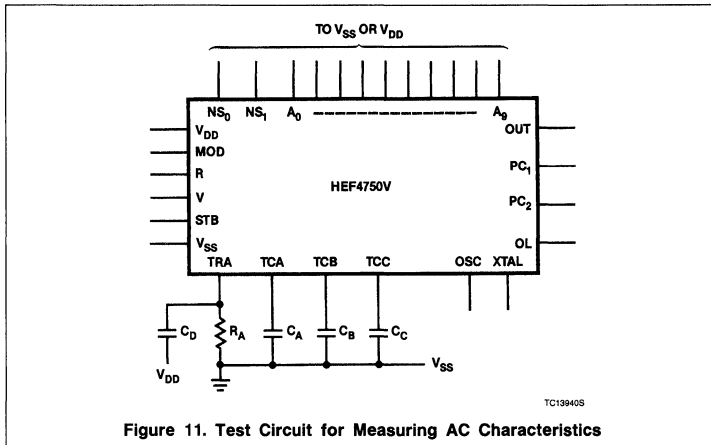 TO VSS OR VDD
NS0 NS1 A0 A9
VDD OUT
MOD
R PC1
HEF4750V
V PC2
STB
VSS OL
TRA TCA TCB TCC OSC XTAL
CD RA CA CB CC
VDD VSS
TC13940S
Figure 11. Test Circuit for Measuring AC Characteristics